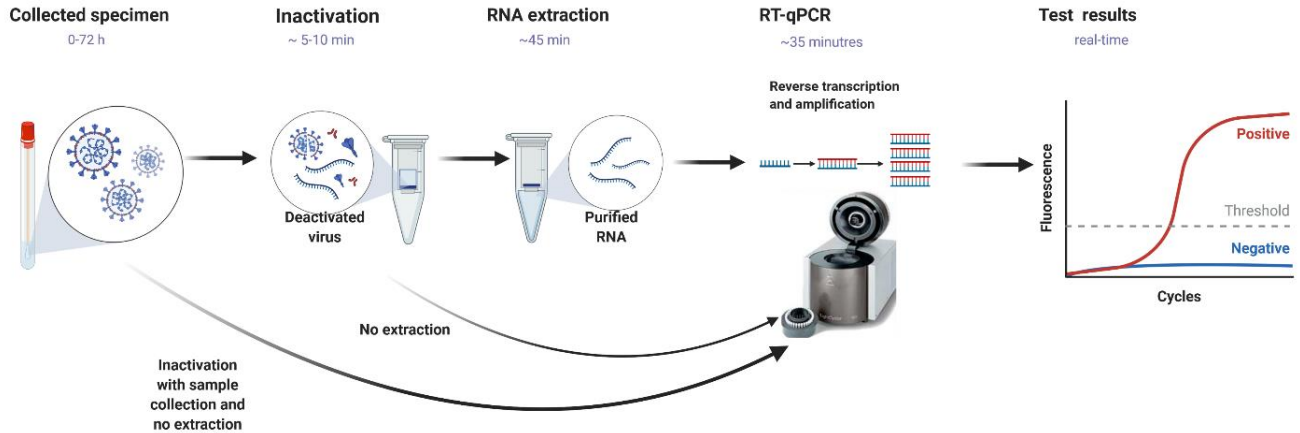 Collected specimen
0-72 h
Inactivation
~ 5-10 min
RNA extraction
~45 min
RT-qPCR
~35 minutres
Test results
real-time
Reverse transcription
and amplification
Deactivated
virus
Purified
RNA
Fluorescence
Positive
Threshold
Negative
Cycles
No extraction
Inactivation
with sample
collection and
no extraction